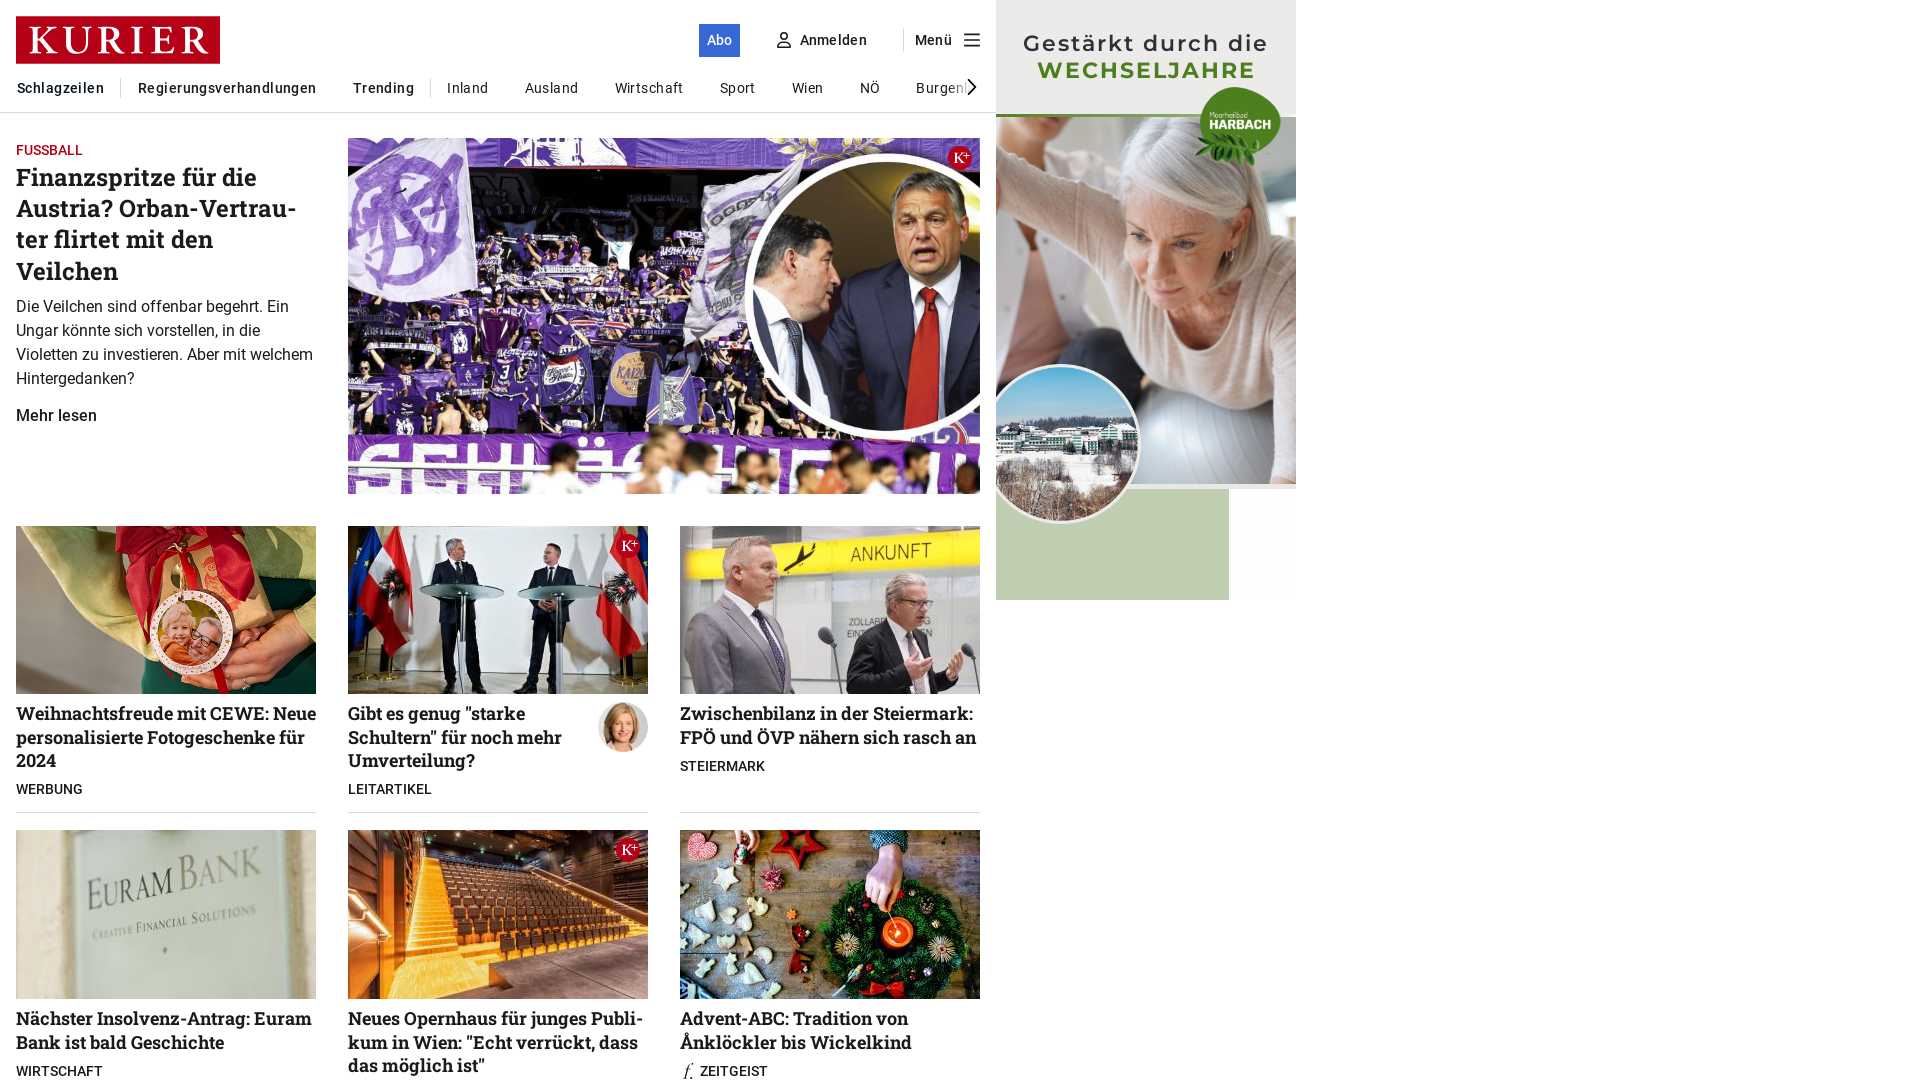 KURIER
Abo
Anmelden
Menü
Schlagzeilen
Regierungsverhandlungen
Trending
Inland
Ausland
Wirtschaft
Sport
Wien
NÖ
FUSSBALL
Finanzspritze für die
Austria? Orban-Vertrau-
ter flirtet mit den
Veilchen
Die Veilchen sind offenbar begehrt. Ein
Ungar könnte sich vorstellen, in die
Violetten zu investieren. Aber mit welchem
Hintergedanken?
Mehr lesen
K+
Gestärkt durch die
WECHSELJAHRE
Moorheilbad
HARBACH
K+
ANKUNFT
Weihnachtsfreude mit CEWE: Neue
personalisierte Fotogeschenke für
2024
WERBUNG
Gibt es genug "starke
Schultern" für noch mehr
Umverteilung?
LEITARTIKEL
Zwischenbilanz in der Steiermark:
FPÖ und ÖVP nähern sich rasch an
STEIERMARK
EURAM BANK
CREATIVE FINANCIAL SOLUTIONS
K+
Nächster Insolvenz-Antrag: Euram
Bank ist bald Geschichte
WIRTSCHAFT
Neues Opernhaus für junges Publi-
kum in Wien: "Echt verrückt, dass
das möglich ist"
Advent-ABC: Tradition von
Ånklöckler bis Wickelkind
f. ZEITGEIST